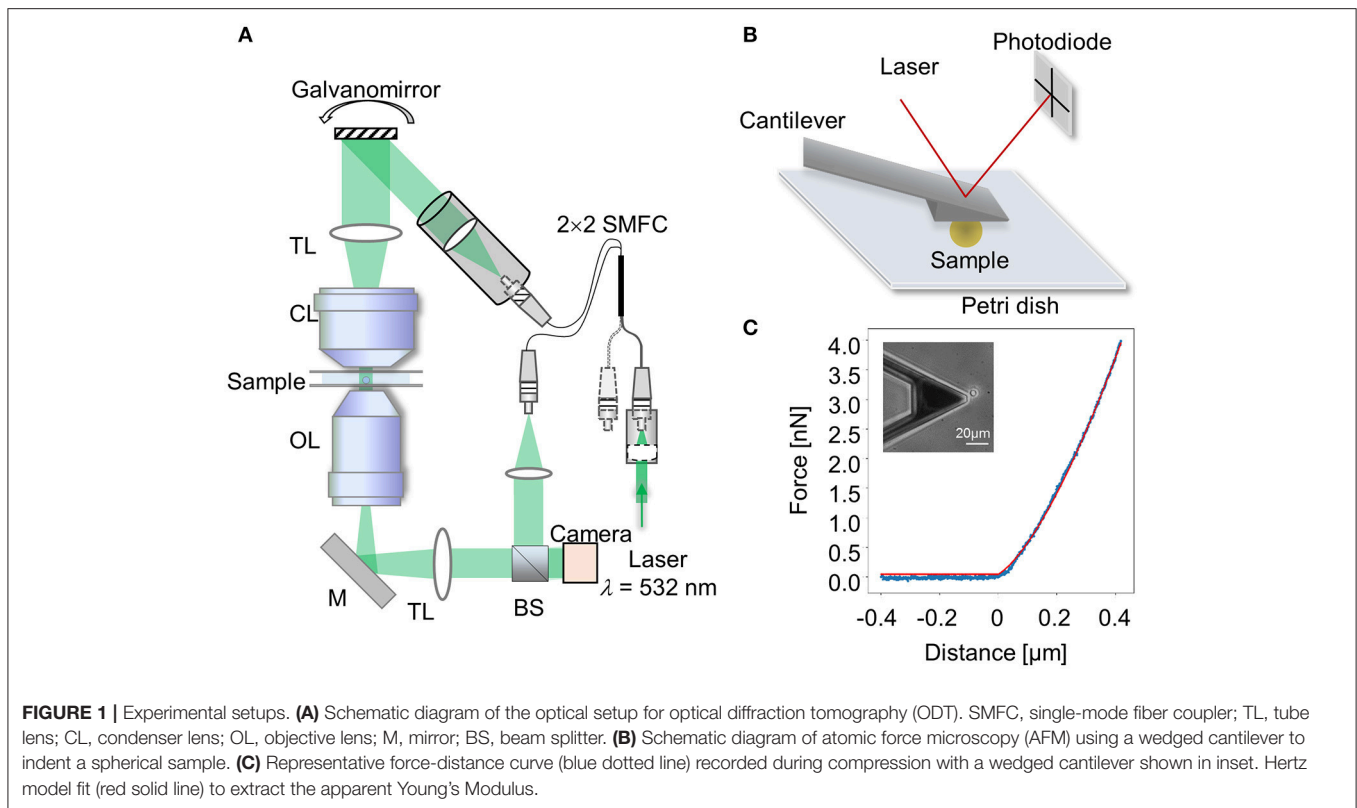 A
Galvanomirror
2×2 SMFC
TL
CL
Sample
OL
M
TL
BS
Camera
Laser
λ = 532 nm
B
Photodiode
Laser
Cantilever
Sample
Petri dish
C
Force [nN]
4.0
3.5
3.0
2.5
2.0
1.5
1.0
0.5
0.0
20μm
-0.4 -0.2 0 0.2 0.4
Distance [μm]
FIGURE 1 | Experimental setups. (A) Schematic diagram of the optical setup for optical diffraction tomography (ODT). SMFC, single-mode fiber coupler; TL, tube
lens; CL, condenser lens; OL, objective lens; M, mirror; BS, beam splitter. (B) Schematic diagram of atomic force microscopy (AFM) using a wedged cantilever to
indent a spherical sample. (C) Representative force-distance curve (blue dotted line) recorded during compression with a wedged cantilever shown in inset. Hertz
model fit (red solid line) to extract the apparent Young's Modulus.